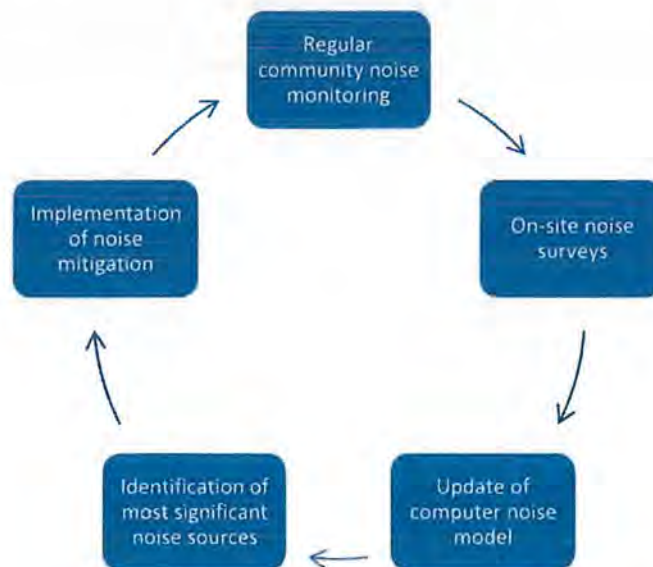 Regular
community noise
monitoring
On-site noise
surveys
Update of
computer noise
model
Identification of
most significant
noise sources
Implementation
of noise
mitigation